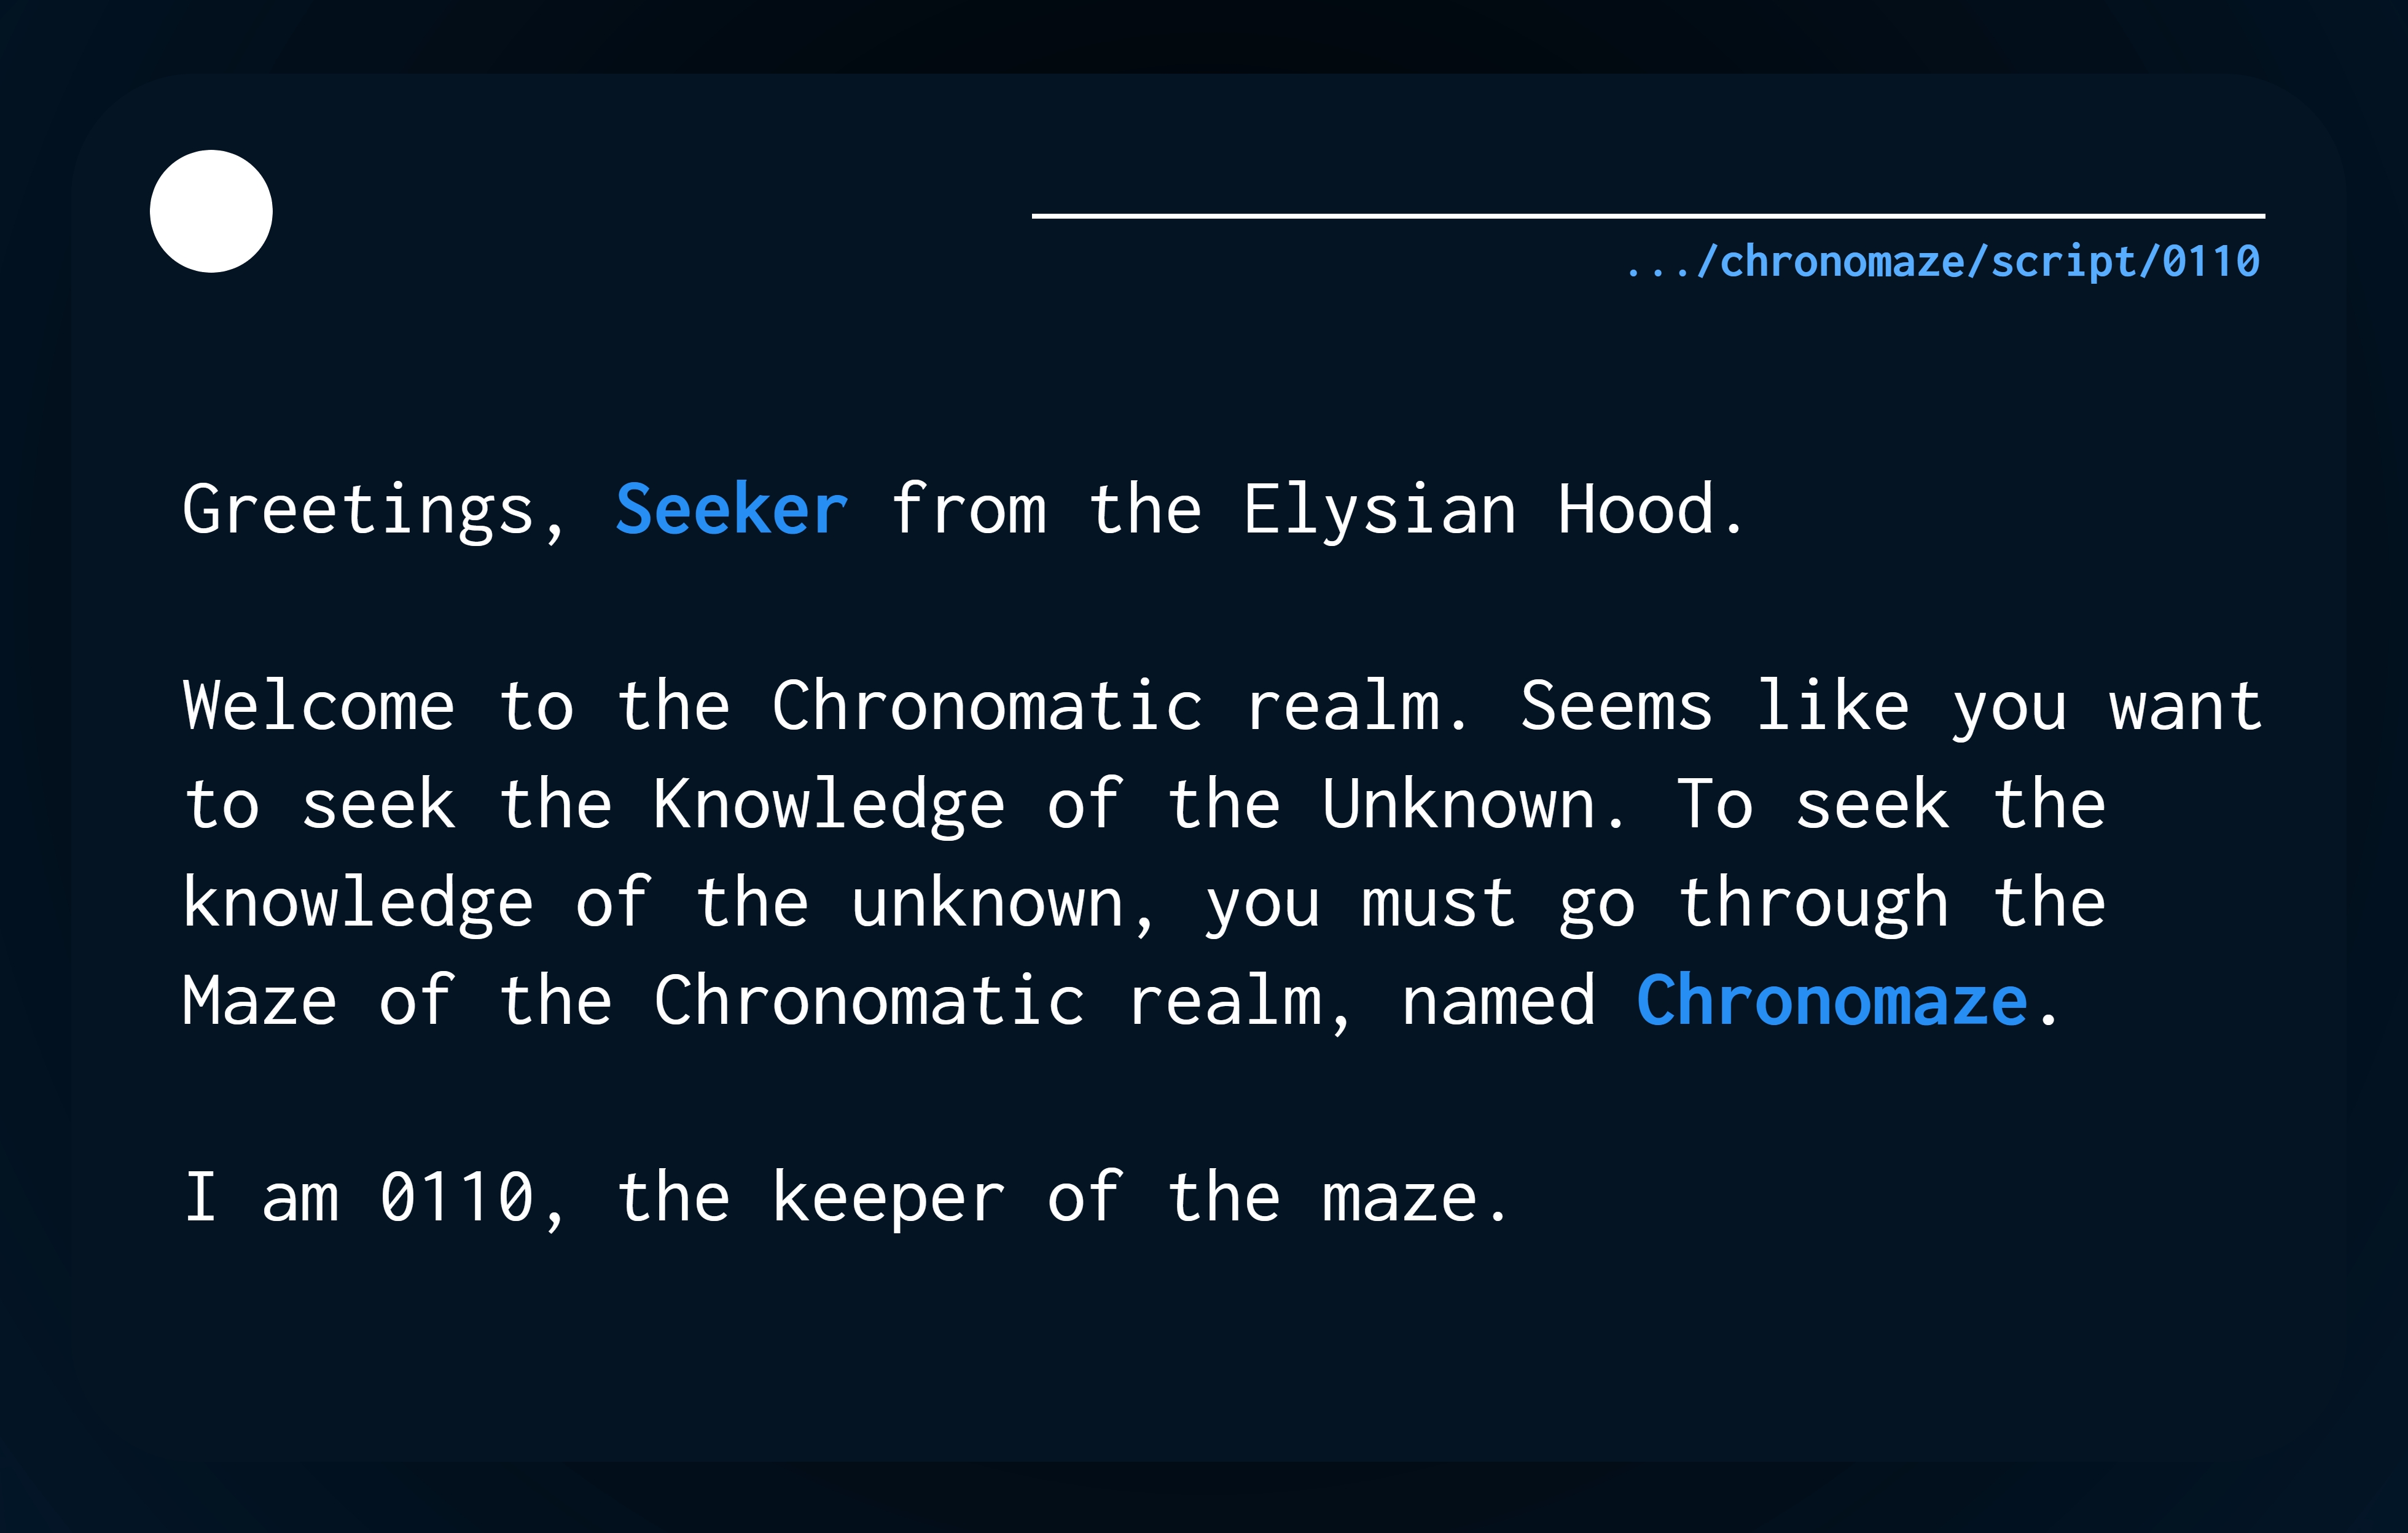 .../chronomaze/script/0110
Greetings, Seeker from the Elysian Hood.
Welcome to the Chronomatic realm. Seems like you want
to seek the Knowledge of the Unknown. To seek the
knowledge of the unknown, you must go through the
Maze of the Chronomatic realm, named Chronomaze.
I am 0110, the keeper of the maze.